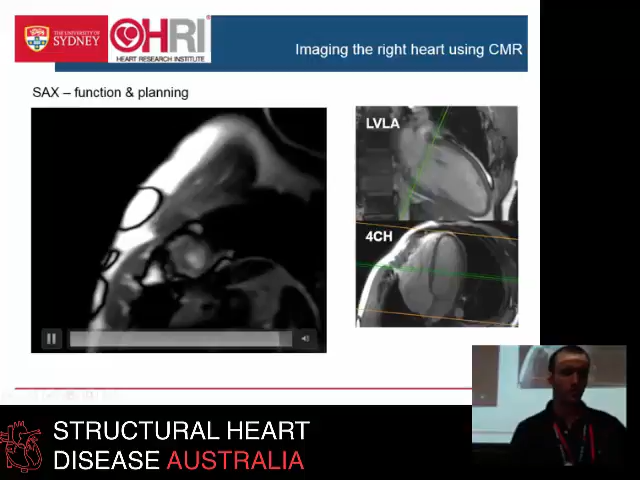 THE UNIVERSITY OF
SYDNEY
HRI
HEART RESEARCH INSTITUTE
Imaging the right heart using CMR
SAX – function & planning
LVLA
4CH
STRUCTURAL HEART
DISEASE AUSTRALIA